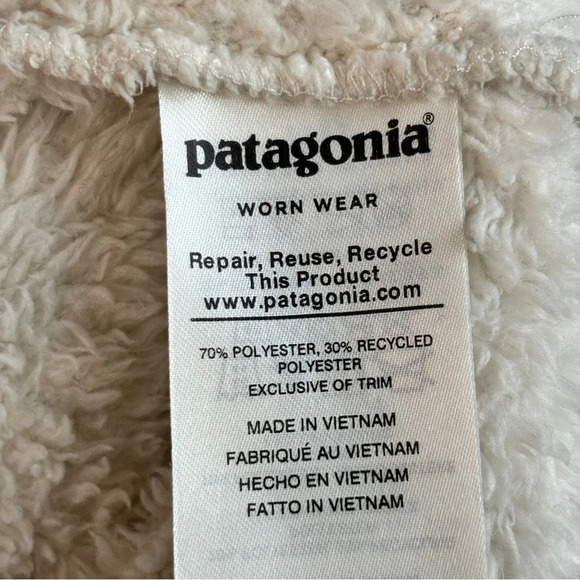 patagonia®
WORN WEAR
Repair, Reuse, Recycle
This Product
www.patagonia.com
70% POLYESTER, 30% RECYCLED
POLYESTER
EXCLUSIVE OF TRIM
MADE IN VIETNAM
FABRIQUÉ AU VIETNAM
HECHO EN VIETNAM
FATTO IN VIETNAM